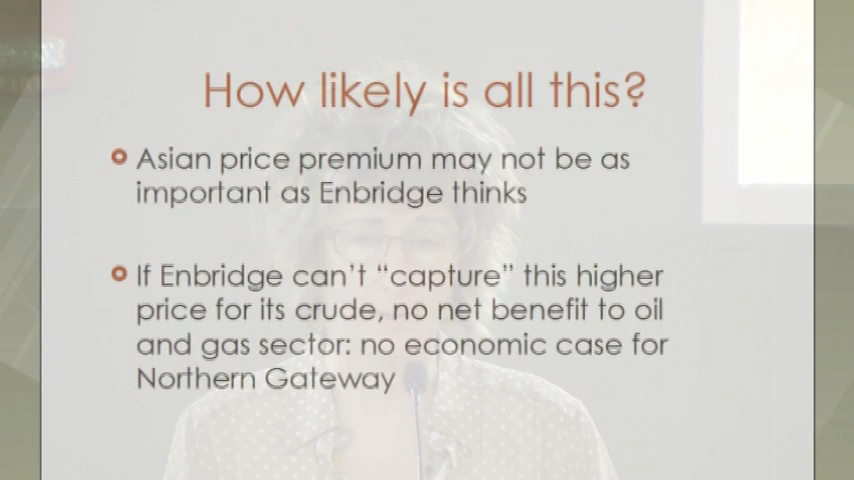 How likely is all this?
Asian price premium may not be as
important as Enbridge thinks
If Enbridge can't “capture” this higher
price for its crude, no net benefit to oil
and gas sector: no economic case for
Northern Gateway